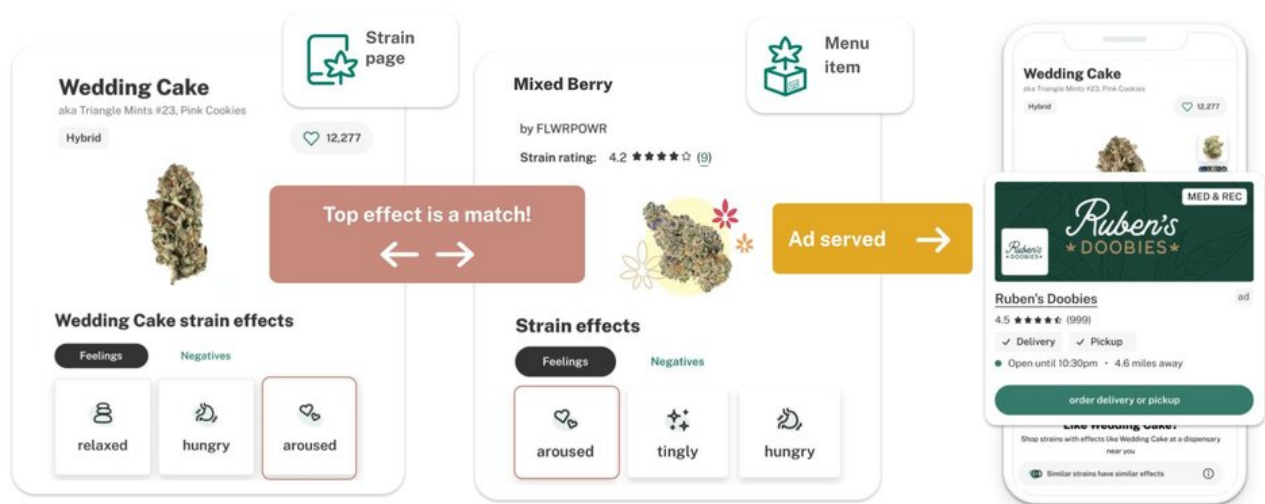 Strain
page
Wedding Cake
aka Triangle Mints #23, Pink Cookies
Hybrid
12,277
Top effect is a match!
Wedding Cake strain effects
Feelings Negatives
relaxed hungry aroused
Menu
item
Mixed Berry
by FLWRPOWR
Strain rating: 4.2 ★★★★☆ (9)
Ad served
Strain effects
Feelings Negatives
aroused tingly hungry
Wedding Cake
aka Triangle Mints #23, Pink Cookies
Hybrid 12,277
MED & REC
Ruben's
★DOOBIES★
Ruben's
DOOBIES
Ruben's Doobies ad
4.5 (999)
✓ Delivery ✓ Pickup
Open until 10:30pm • 4.6 miles away
order delivery or pickup
Like Wedding Cake?
Shop strains with effects like Wedding Cake at a dispensary
near you
Similar strains have similar effects